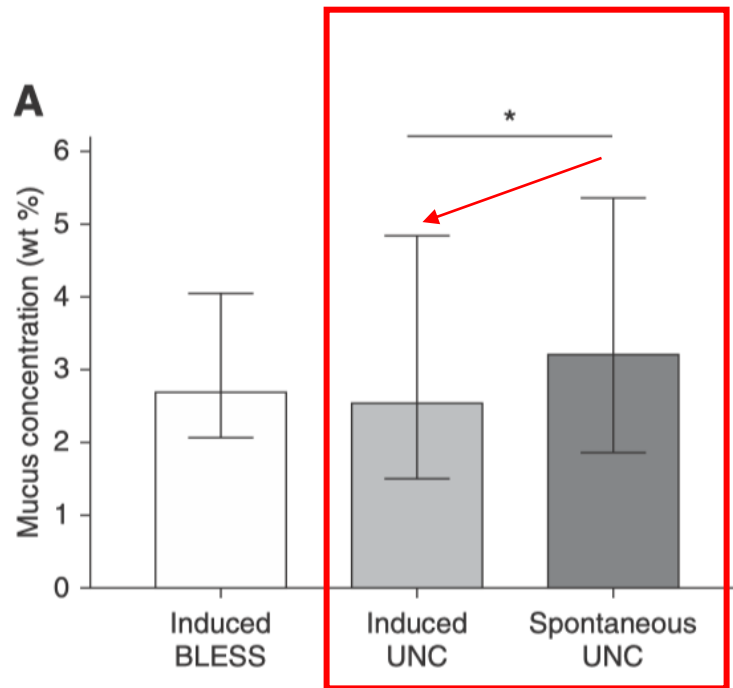 A
*
Mucus concentration (wt %)
6
5
4
3
2
1
0
Induced
BLESS
Induced
UNC
Spontaneous
UNC